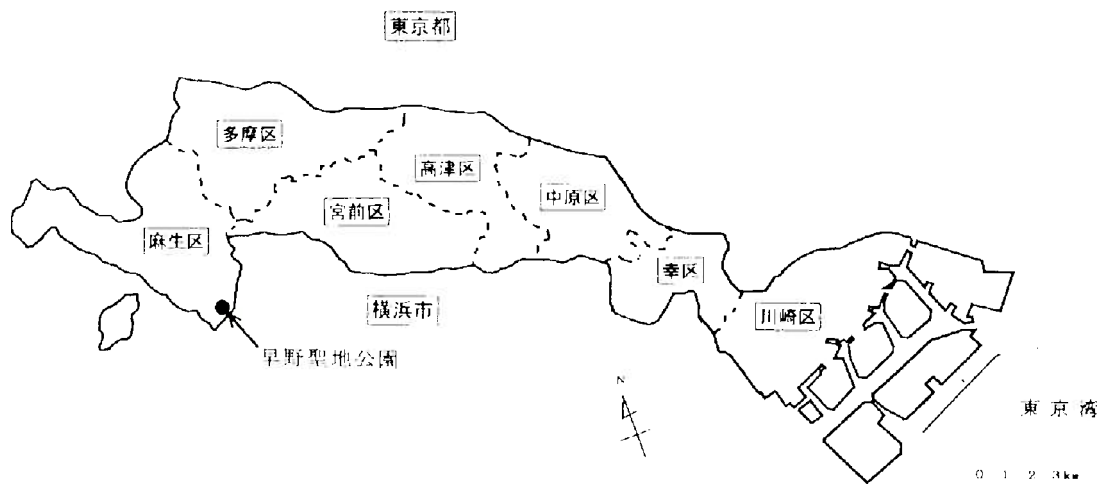 東京都
多摩区
高津区
中原区
宮前区
麻生区
幸区
横浜市
川崎区
早野聖地公園
N
東京湾
0 1 2 3km